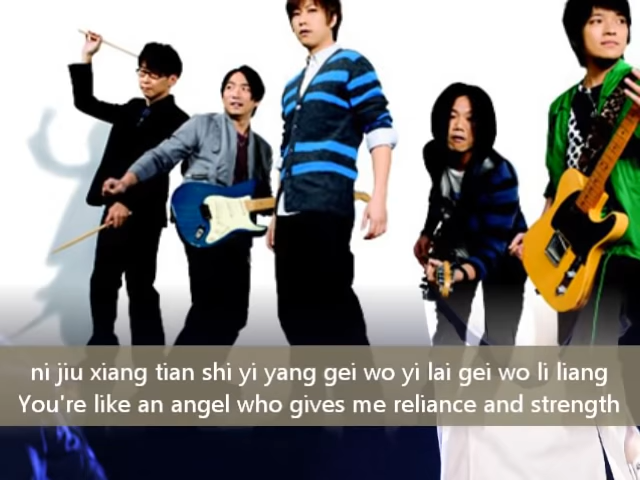 ni jiu xiang tian shi yi yang gei wo yi lai gei wo li liang
You're like an angel who gives me reliance and strength